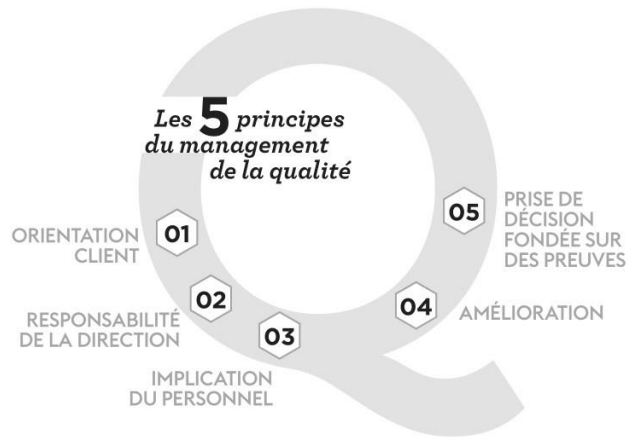 Les 5 principes
du management
de la qualité
01
ORIENTATION
CLIENT
02
RESPONSABILITÉ
DE LA DIRECTION
03
IMPLICATION
DU PERSONNEL
04
AMÉLIORATION
05
PRISE DE
DÉCISION
FONDÉE SUR
DES PREUVES